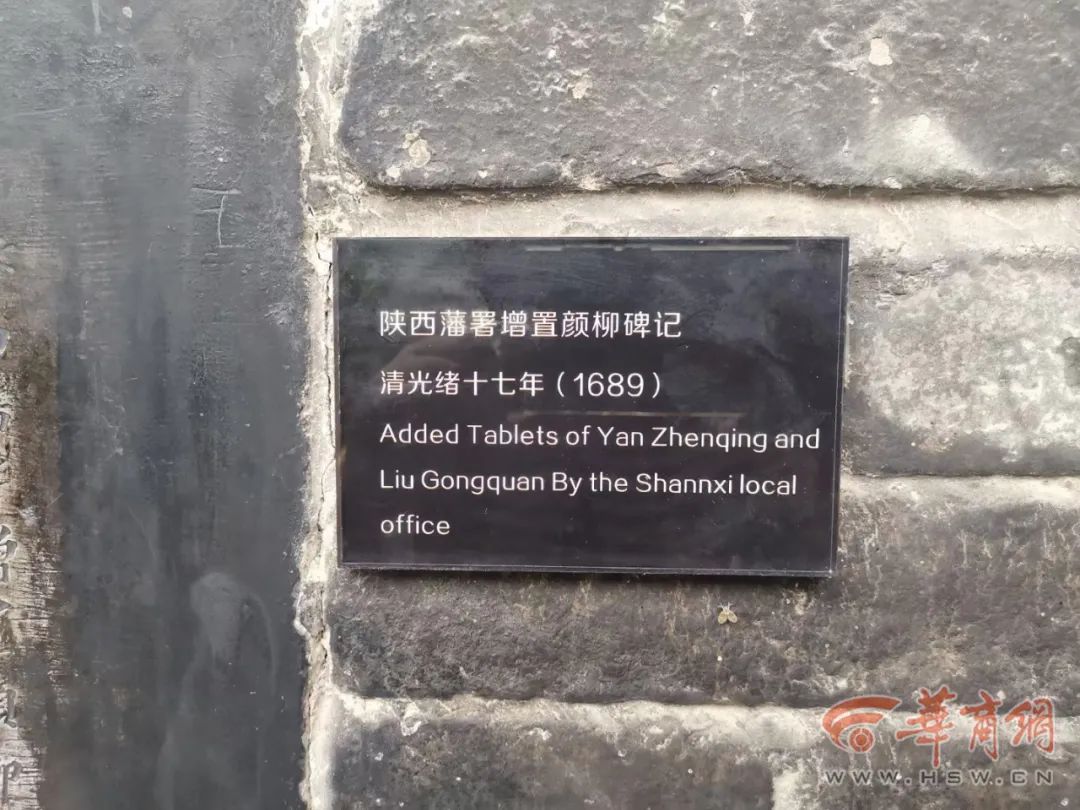 陕西藩署增置颜柳碑记
清光绪十七年（1689）
Added Tablets of Yan Zhenqing and
Liu Gongquan By the Shannxi local
office
華商網
WWW.HSW.CN